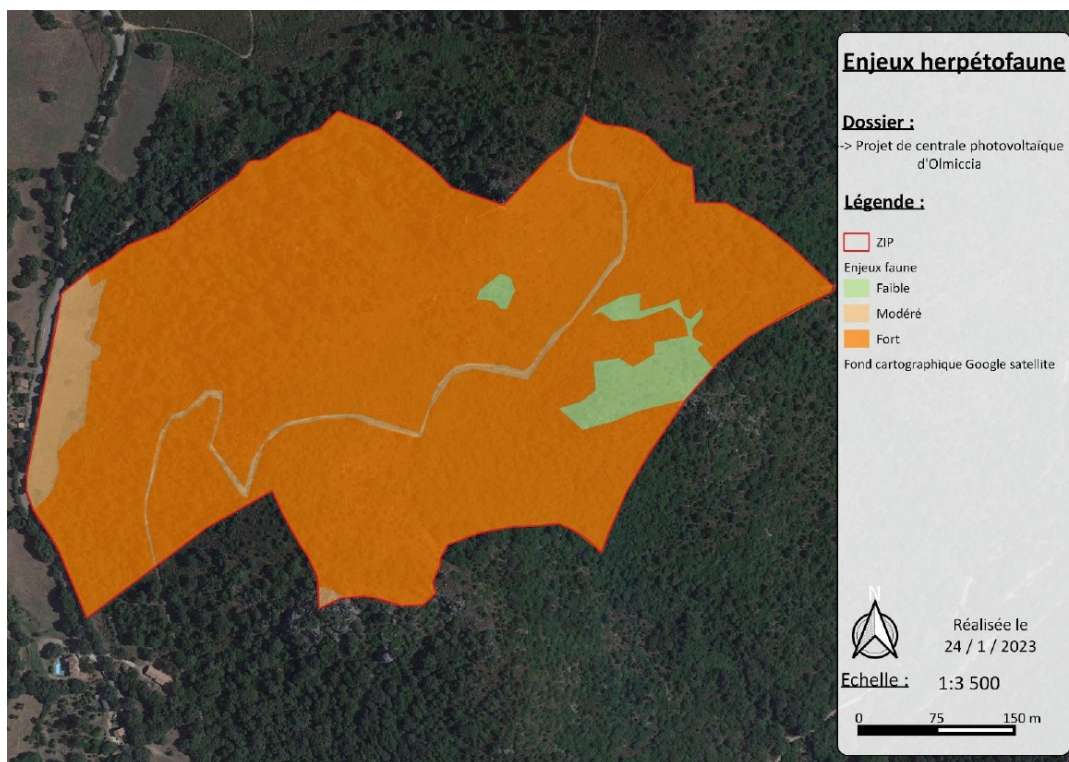 Enjeux herpétofaune
Dossier :
-> Projet de centrale photovoltaïque
d'Olmiccia
Légende :
ZIP
Enjeux faune
Faible
Modéré
Fort
Fond cartographique Google satellite
N
Réalisée le
24 / 1 / 2023
Echelle : 1:3 500
0 75 150 m